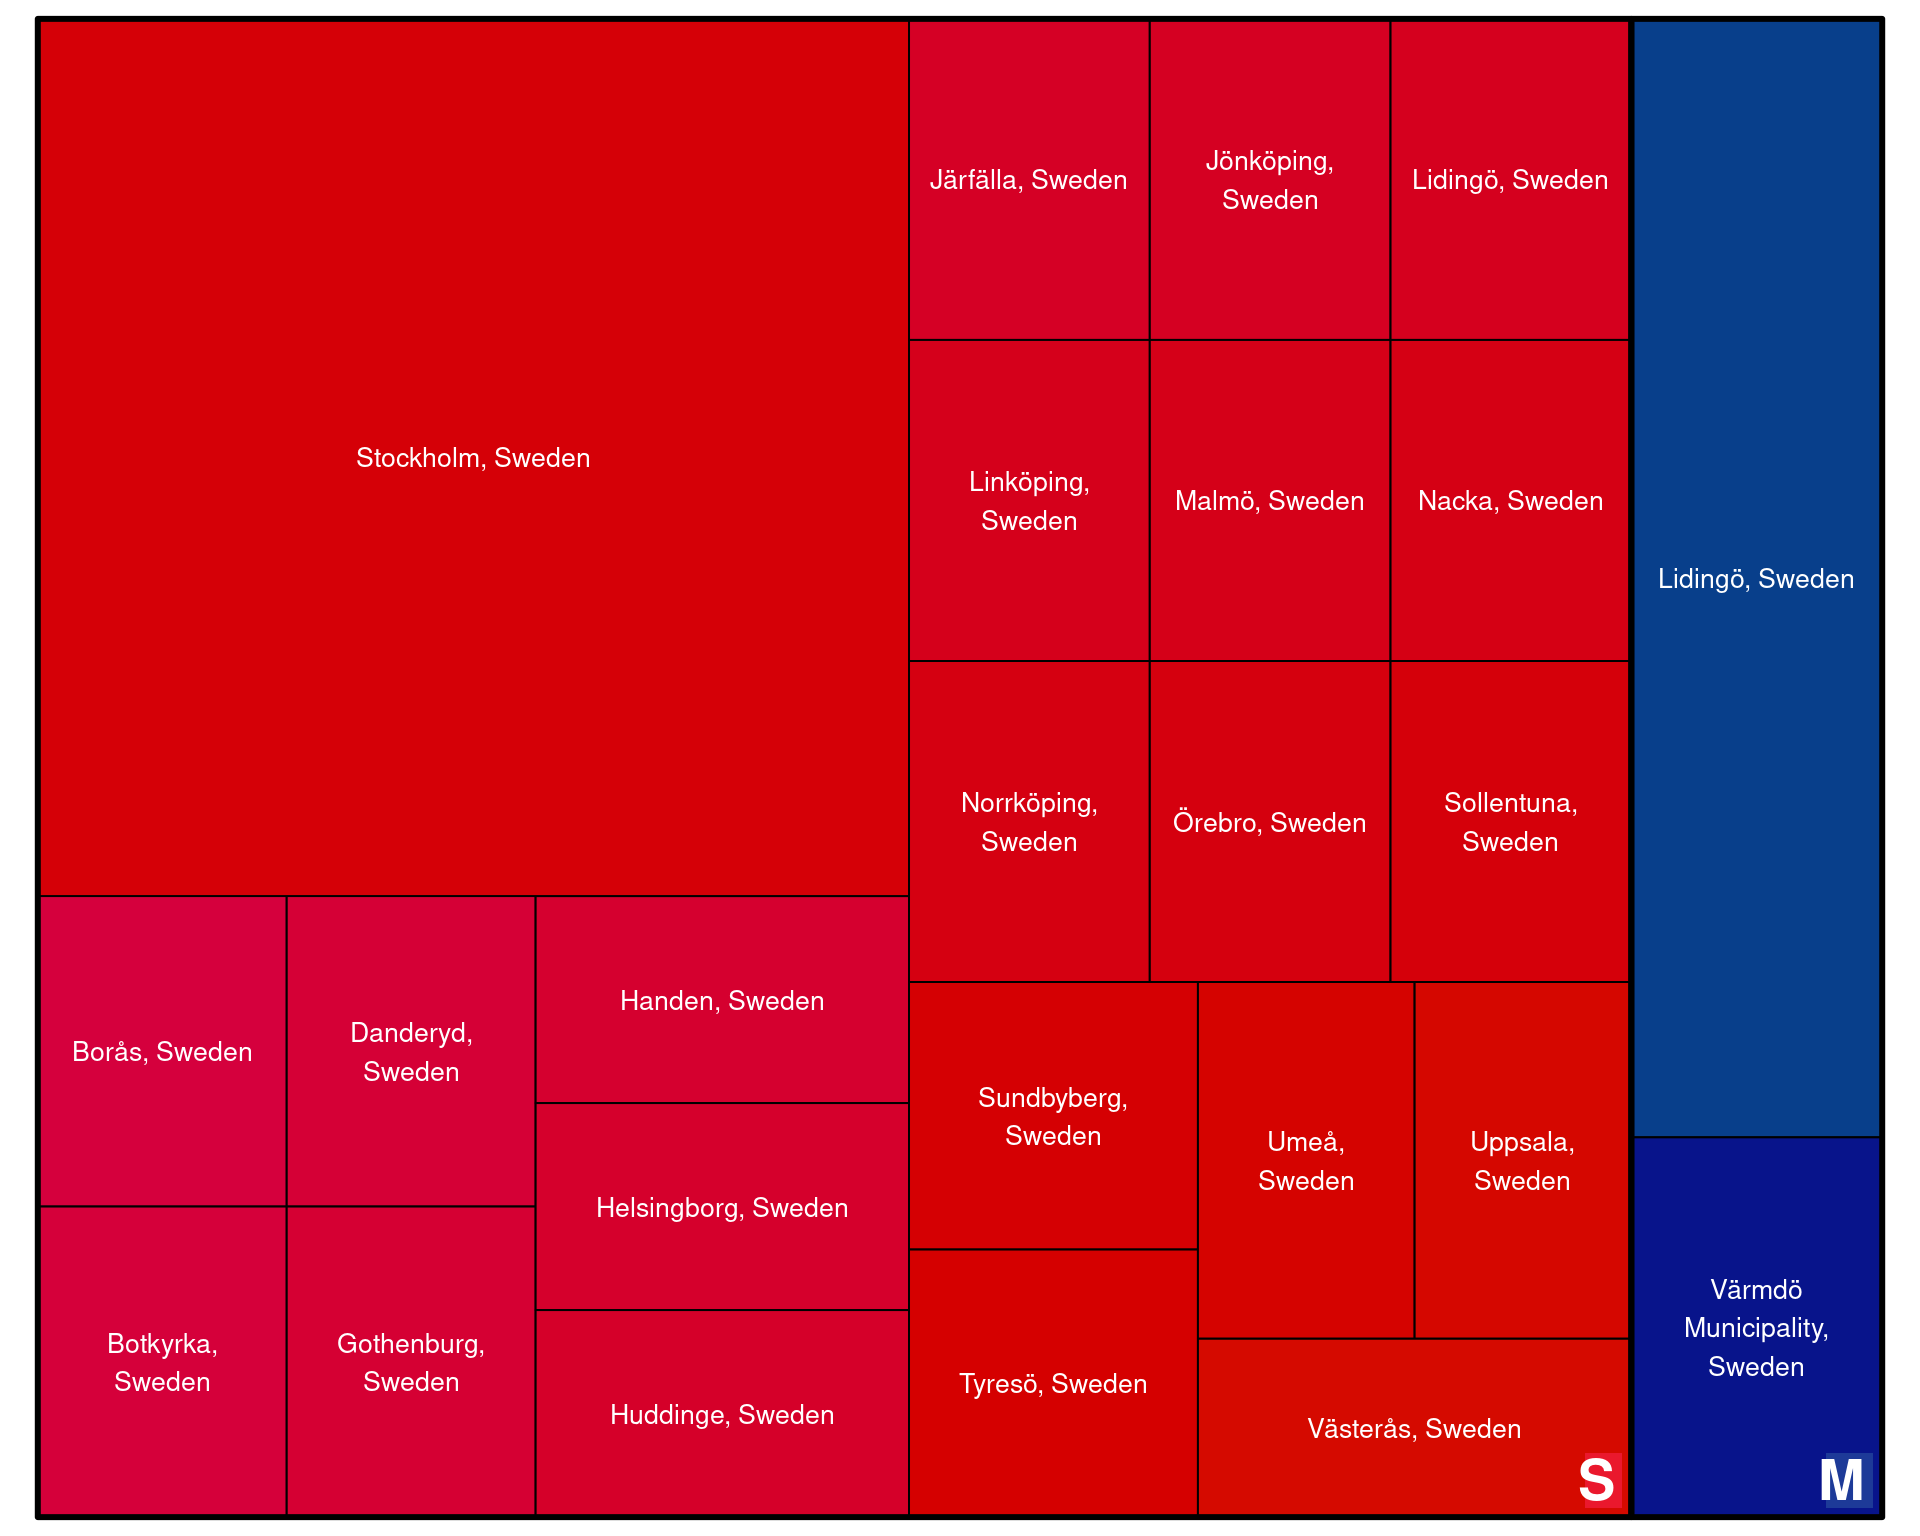 Stockholm, Sweden
Järfälla, Sweden
Jönköping,
Sweden
Lidingö, Sweden
Linköping,
Sweden
Malmö, Sweden
Nacka, Sweden
Norrköping,
Sweden
Örebro, Sweden
Sollentuna,
Sweden
Lidingö, Sweden
Borås, Sweden
Danderyd,
Sweden
Handen, Sweden
Helsingborg, Sweden
Botkyrka,
Sweden
Gothenburg,
Sweden
Huddinge, Sweden
Sundbyberg,
Sweden
Umeå,
Sweden
Uppsala,
Sweden
Tyresö, Sweden
Västerås, Sweden
S
Värmdö
Municipality,
Sweden
M